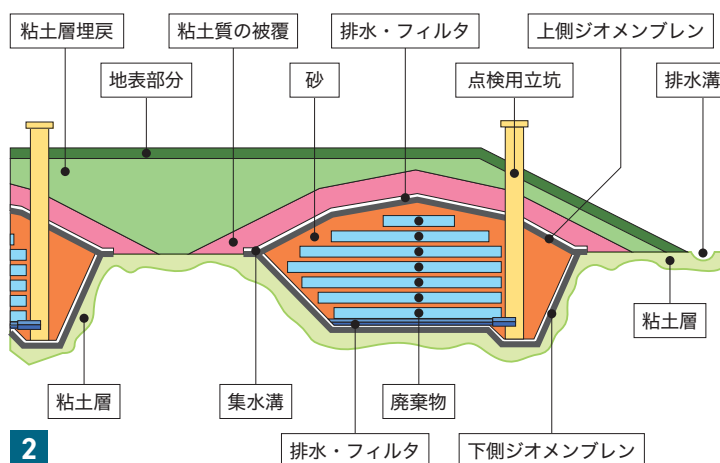 粘土層埋戻
粘土質の被覆
排水・フィルタ
上側ジオメンブレン
地表部分
砂
点検用立坑
排水溝
粘土層
粘土層
集水溝
廃棄物
排水・フィルタ
下側ジオメンブレン
2